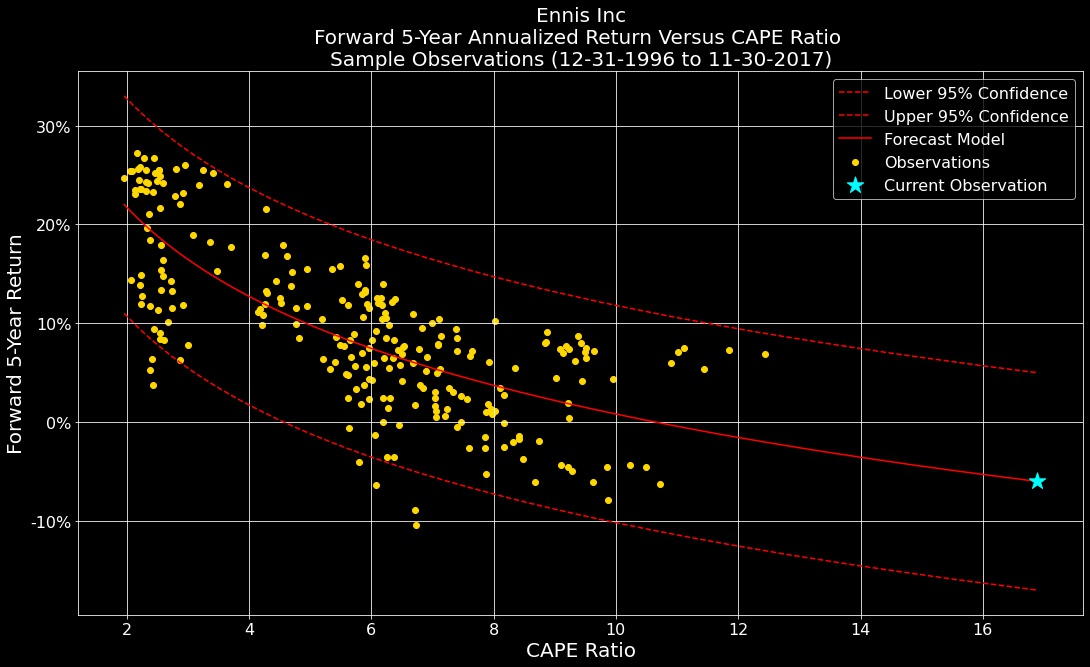 Ennis Inc
Forward 5-Year Annualized Return Versus CAPE Ratio
Sample Observations (12-31-1996 to 11-30-2017)
Lower 95% Confidence
Upper 95% Confidence
Forecast Model
Observations
Current Observation
Forward 5-Year Return
30%
20%
10%
0%
-10%
2 4 6 8 10 12 14 16
CAPE Ratio